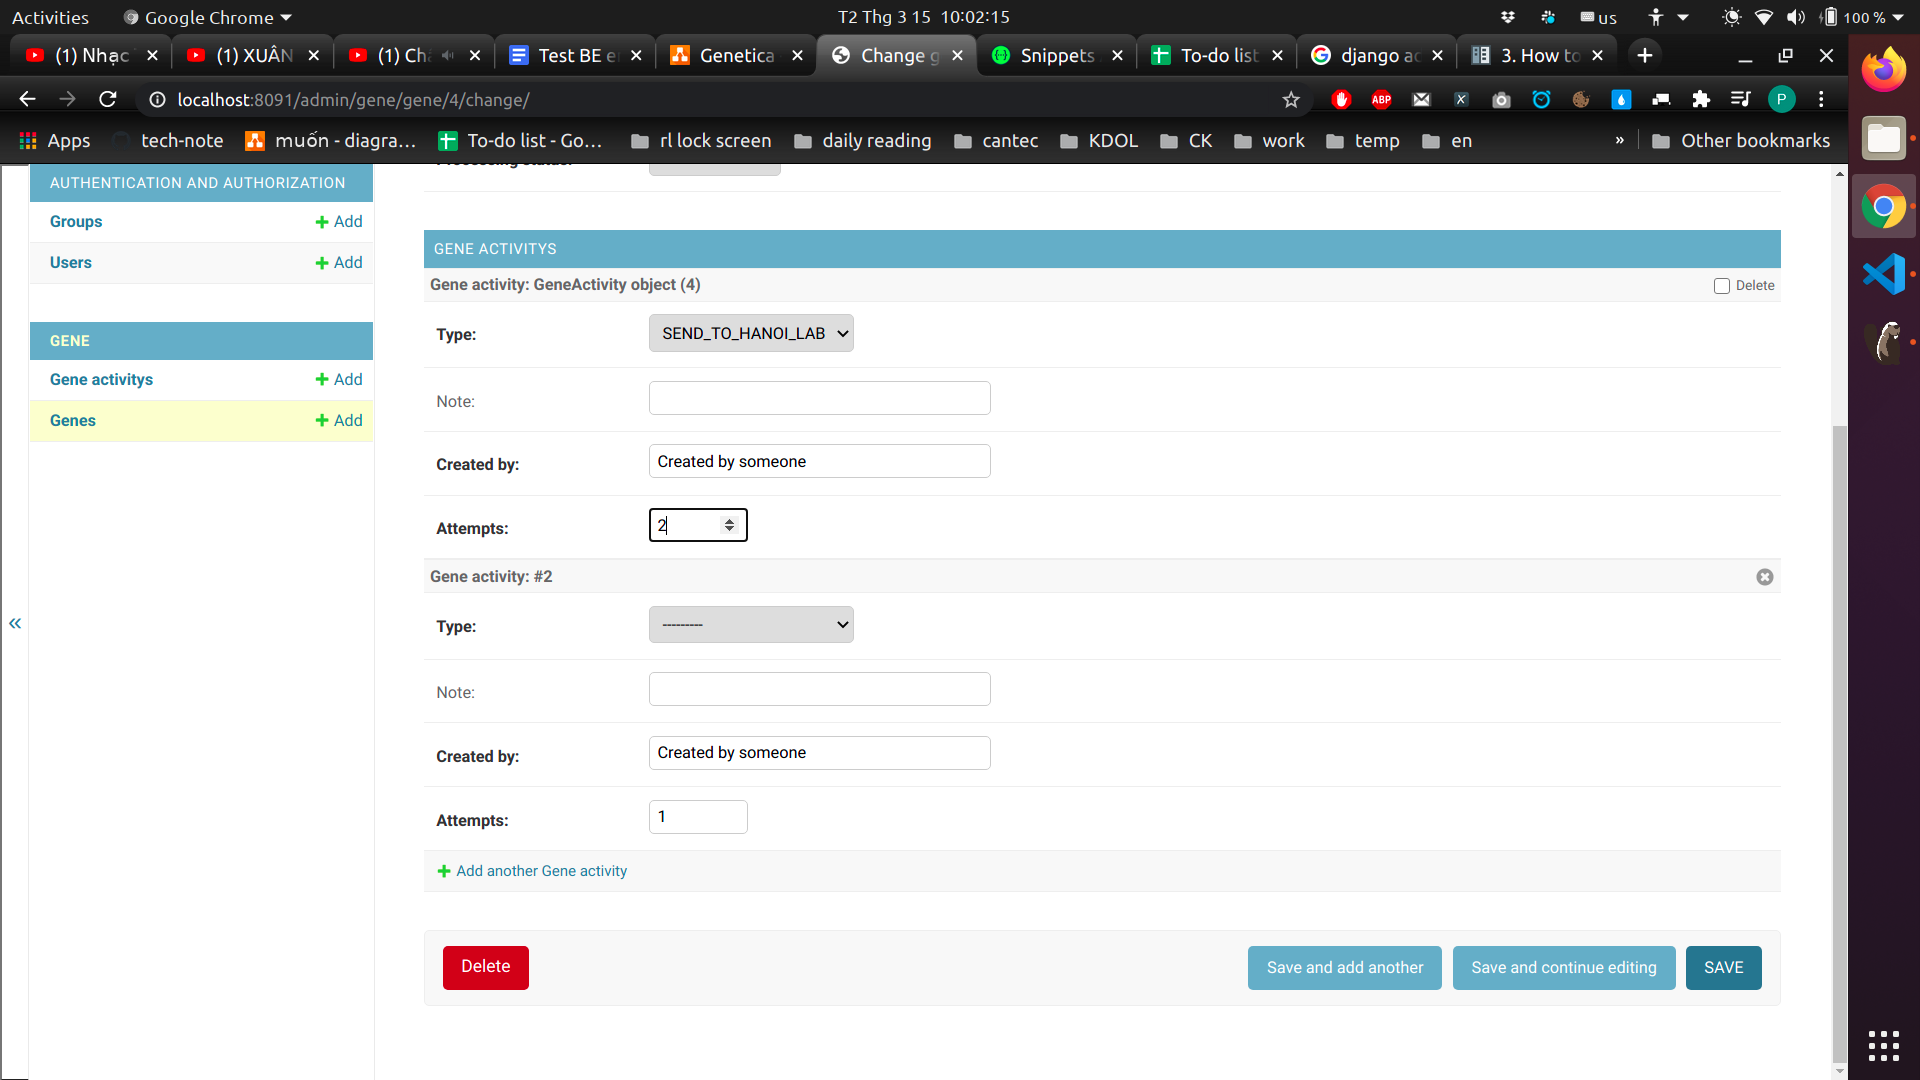 Activities Google Chrome T2 Thg 3 15 10:02:15 us 100 %
(1) Nhạc (1) XUÂN (1) Ch Test BE Genetica Change g Snippets To-do list django ac 3. How to
localhost:8091/admin/gene/gene/4/change/ ABP P
Apps tech-note muốn - diagra... To-do list - Go... rl lock screen daily reading cantec KDOL CK work temp en » Other bookmarks
AUTHENTICATION AND AUTHORIZATION
Groups Add
Users Add
GENE
Gene activitys Add
Genes Add
«
Processing status:
GENE ACTIVITYS
Gene activity: GeneActivity object (4) Delete
Type: SEND_TO_HANOI_LAB
Note:
Created by: Created by someone
Attempts: 2
Gene activity: #2
Type: ---------
Note:
Created by: Created by someone
Attempts: 1
Add another Gene activity
Delete Save and add another Save and continue editing SAVE